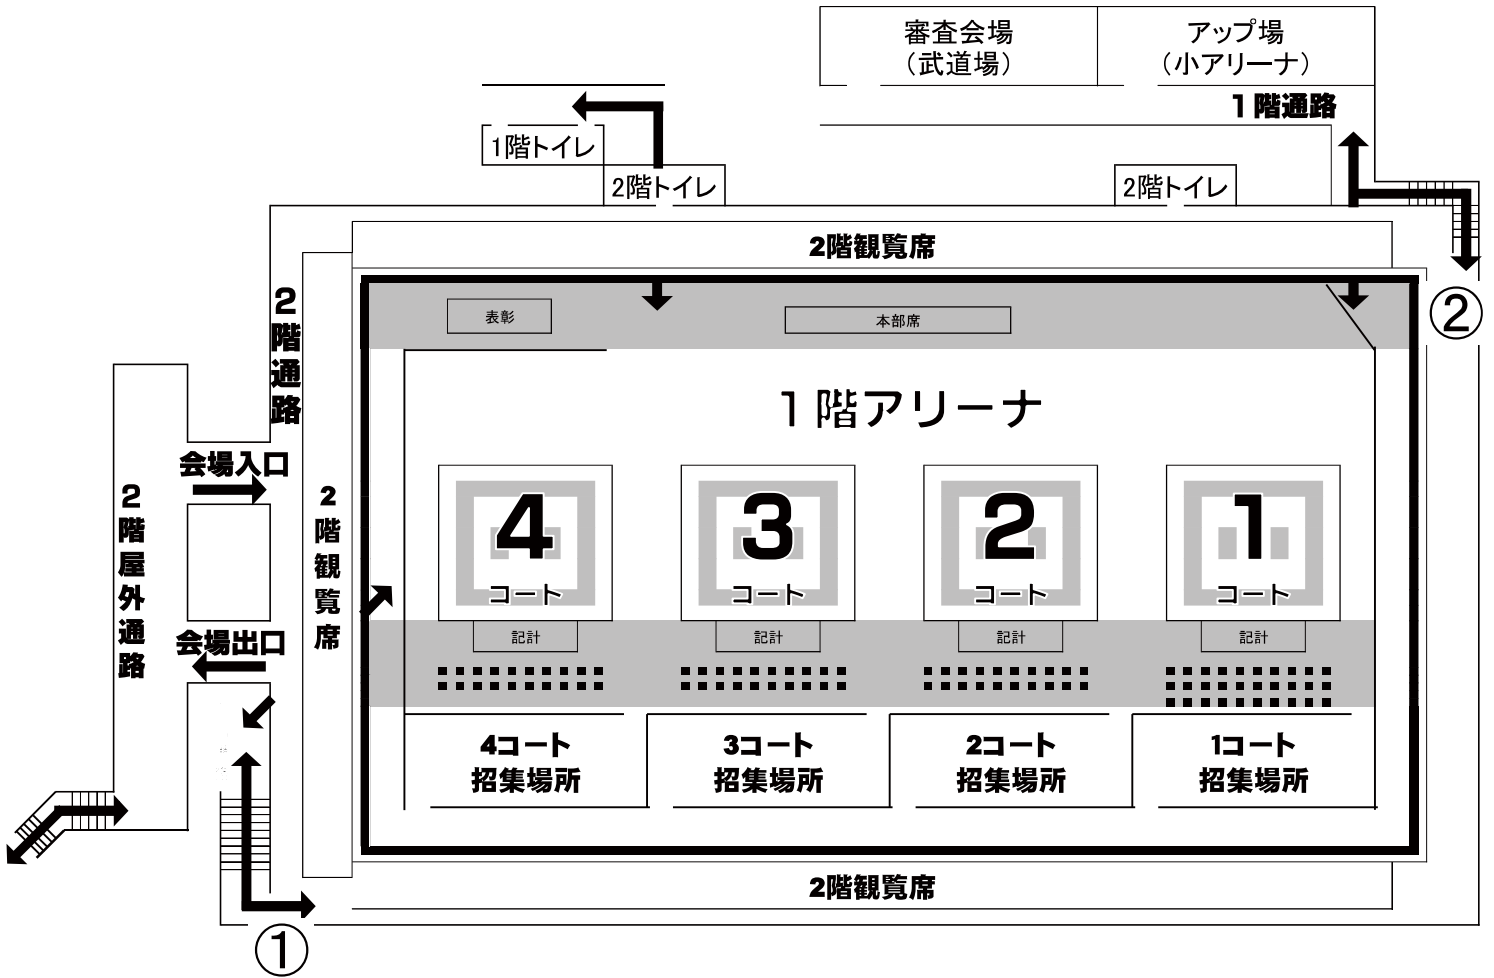 審査会場
(武道場)
アップ場
(小アリーナ)
1階通路
1階トイレ
2階トイレ
2階トイレ
2階観覧席
2階通路
表彰
本部席
②
1階アリーナ
会場入口
2階屋外通路
2階観覧席
4
コート
3
コート
2
コート
1
コート
記計
記計
記計
記計
会場出口
4コート
招集場所
3コート
招集場所
2コート
招集場所
1コート
招集場所
2階観覧席
①